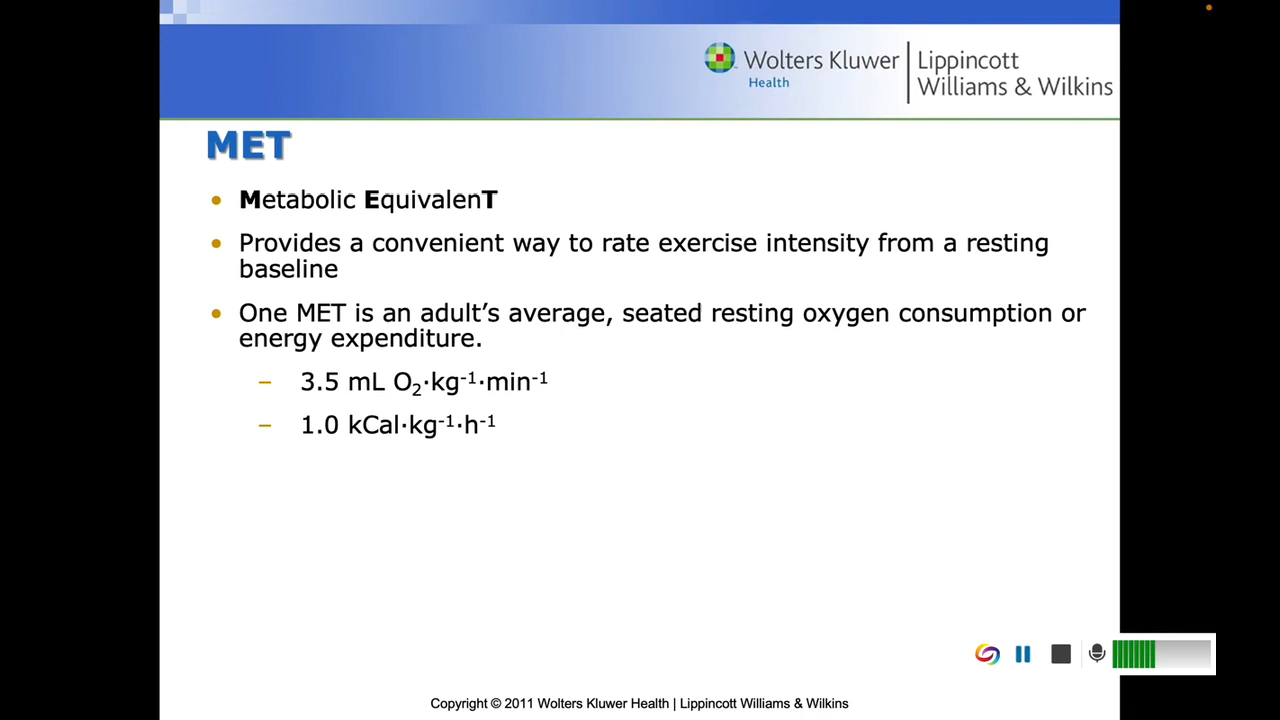 Wolters Kluwer
Health
Lippincott
Williams & Wilkins
MET
• Metabolic EquivalenT
• Provides a convenient way to rate exercise intensity from a resting
baseline
• One MET is an adult’s average, seated resting oxygen consumption or
energy expenditure.
– 3.5 mL O₂·kg⁻¹·min⁻¹
– 1.0 kCal·kg⁻¹·h⁻¹
Copyright © 2011 Wolters Kluwer Health | Lippincott Williams & Wilkins